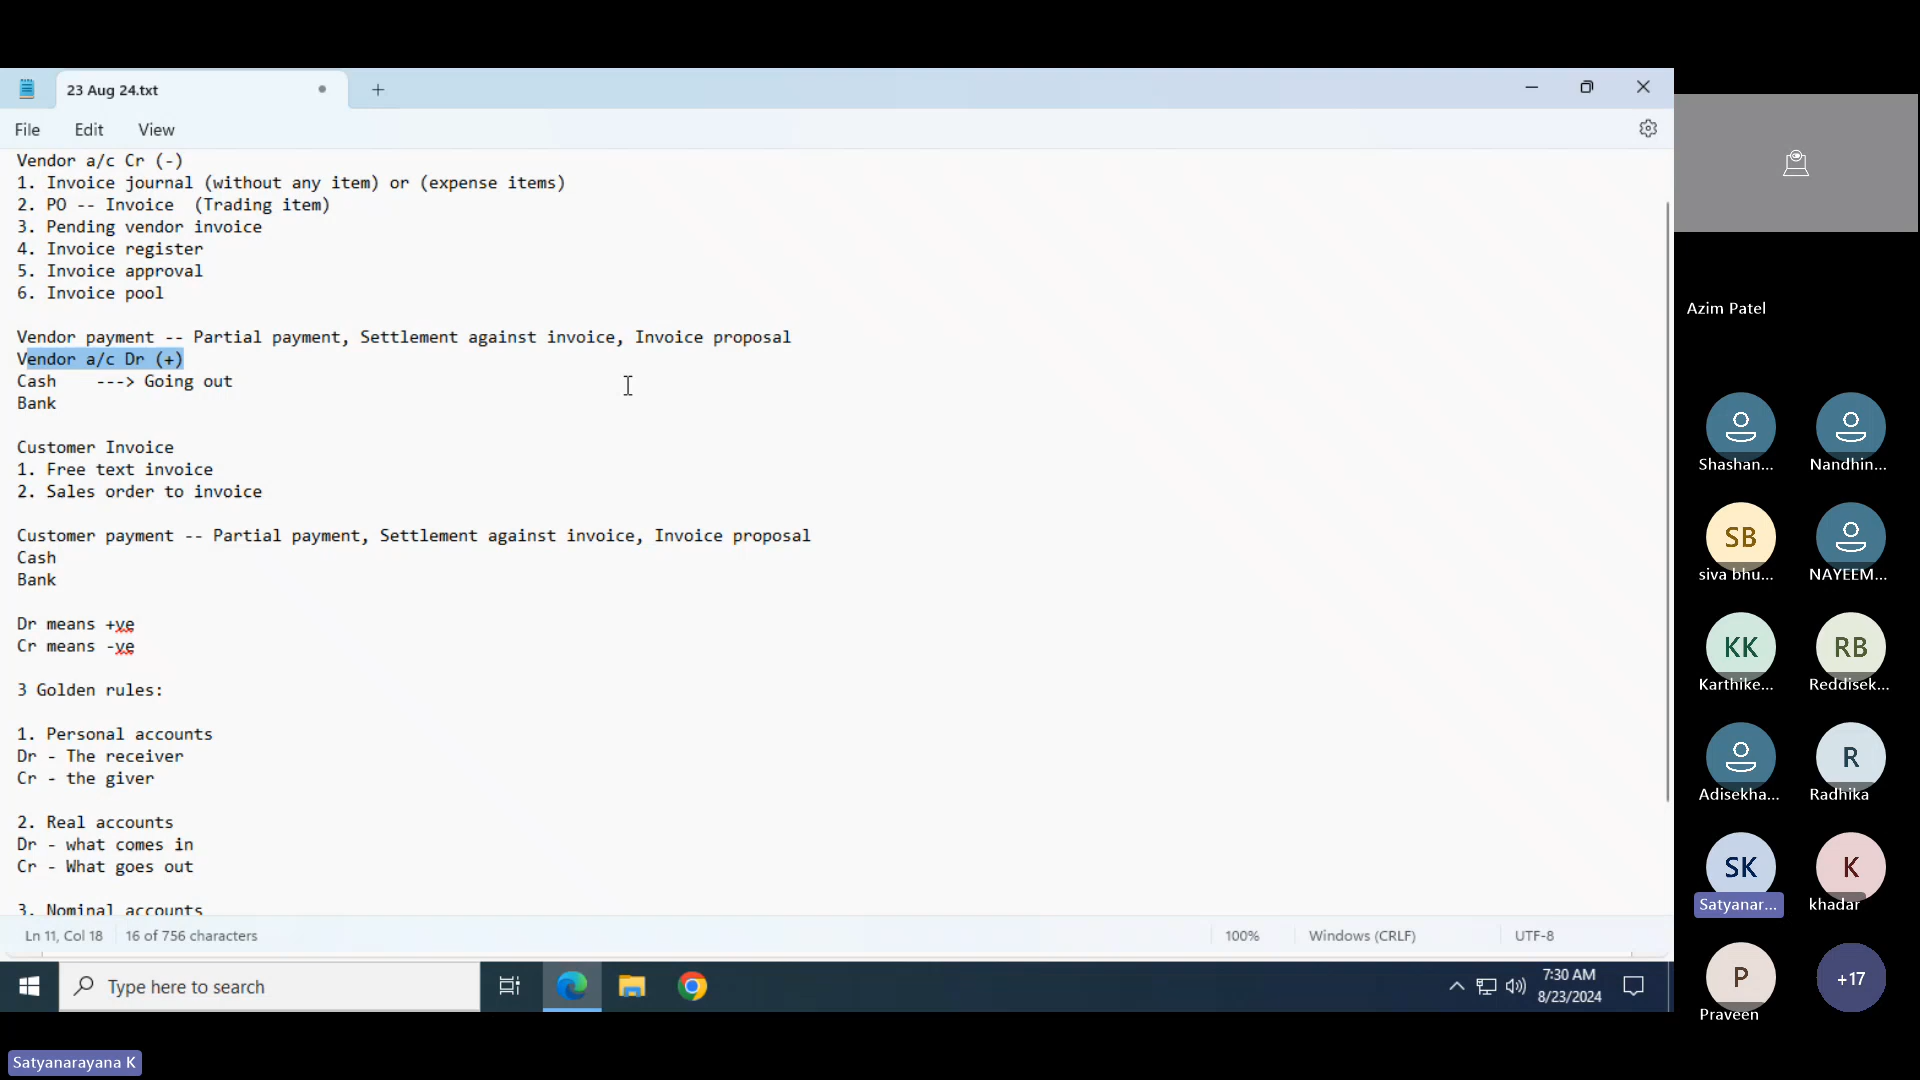 23 Aug 24.txt
File Edit View
Vendor a/c Cr (-)
1. Invoice journal (without any item) or (expense items)
2. PO -- Invoice  (Trading item)
3. Pending vendor invoice
4. Invoice register
5. Invoice approval
6. Invoice pool
Vendor payment -- Partial payment, Settlement against invoice, Invoice proposal
Vendor a/c Dr (+)
Cash    ---> Going out
Bank
Customer Invoice
1. Free text invoice
2. Sales order to invoice
Customer payment -- Partial payment, Settlement against invoice, Invoice proposal
Cash
Bank
Dr means +ve
Cr means -ve
3 Golden rules:
1. Personal accounts
Dr - The receiver
Cr - the giver
2. Real accounts
Dr - what comes in
Cr - What goes out
3. Nominal accounts
Ln 11, Col 18 16 of 756 characters 100% Windows (CRLF) UTF-8
Type here to search
7:30 AM
8/23/2024
Azim Patel
Shashan... Nandhin...
SB
siva bhu... NAYEEM...
KK RB
Karthike... Reddisek...
R
Adisekha... Radhika
SK K
Satyanar... khadar
P +17
Praveen
Satyanarayana K